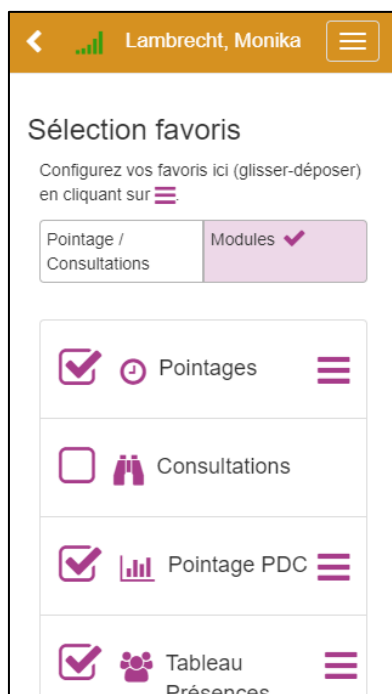 Lambrecht, Monika
Sélection favoris
Configurez vos favoris ici (glisser-déposer)
en cliquant sur .
Pointage /
Consultations
Modules
Pointages
Consultations
Pointage PDC
Tableau
Présences